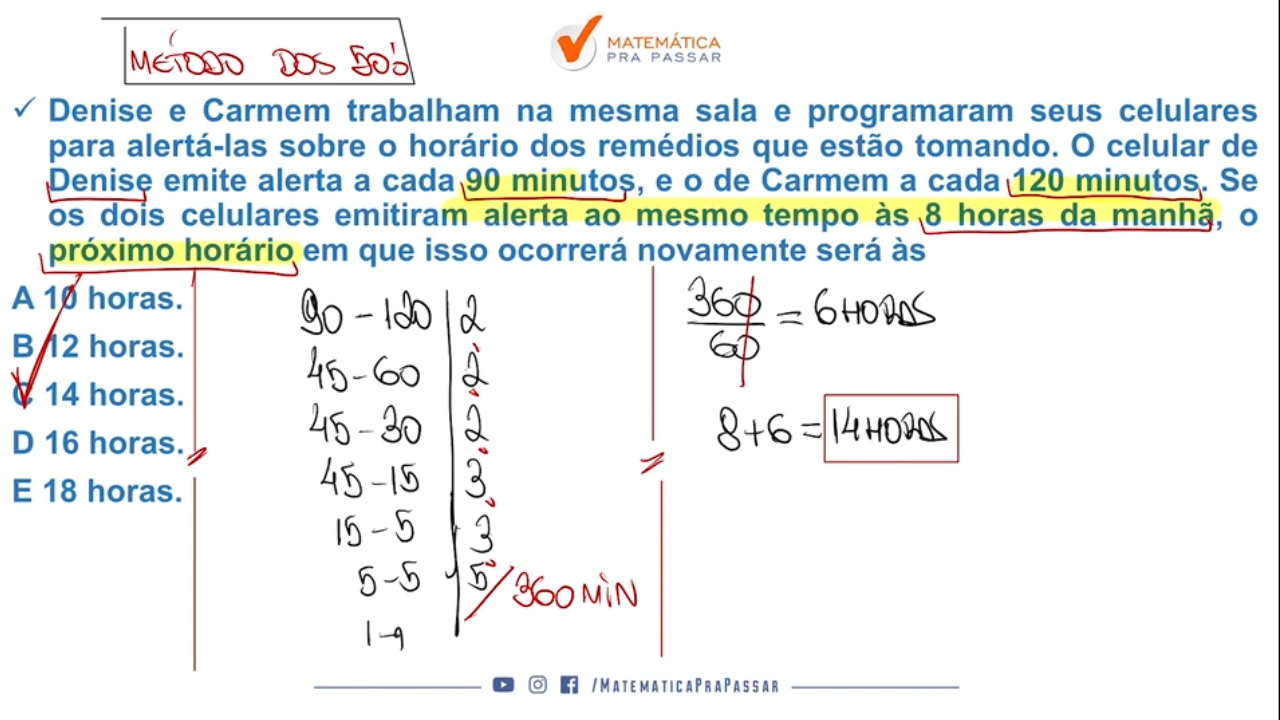 MÉTODO DOS 50's
MATEMÁTICA
PRA PASSAR
✓ Denise e Carmem trabalham na mesma sala e programaram seus celulares
para alertá-las sobre o horário dos remédios que estão tomando. O celular de
Denise emite alerta a cada 90 minutos, e o de Carmem a cada 120 minutos. Se
os dois celulares emitiram alerta ao mesmo tempo às 8 horas da manhã, o
próximo horário em que isso ocorrerá novamente será às
A 10 horas.
B 12 horas.
C 14 horas.
D 16 horas.
E 18 horas.
90 - 120 | 2
45 - 60 | 2
45 - 30 | 2
45 - 15 | 3
15 - 5 | 3
5 - 5 | 5
360 MIN
1 - 1
360/60 = 6 HORAS
8 + 6 = 14 HORAS
/MATEMATICAPRAPASSAR